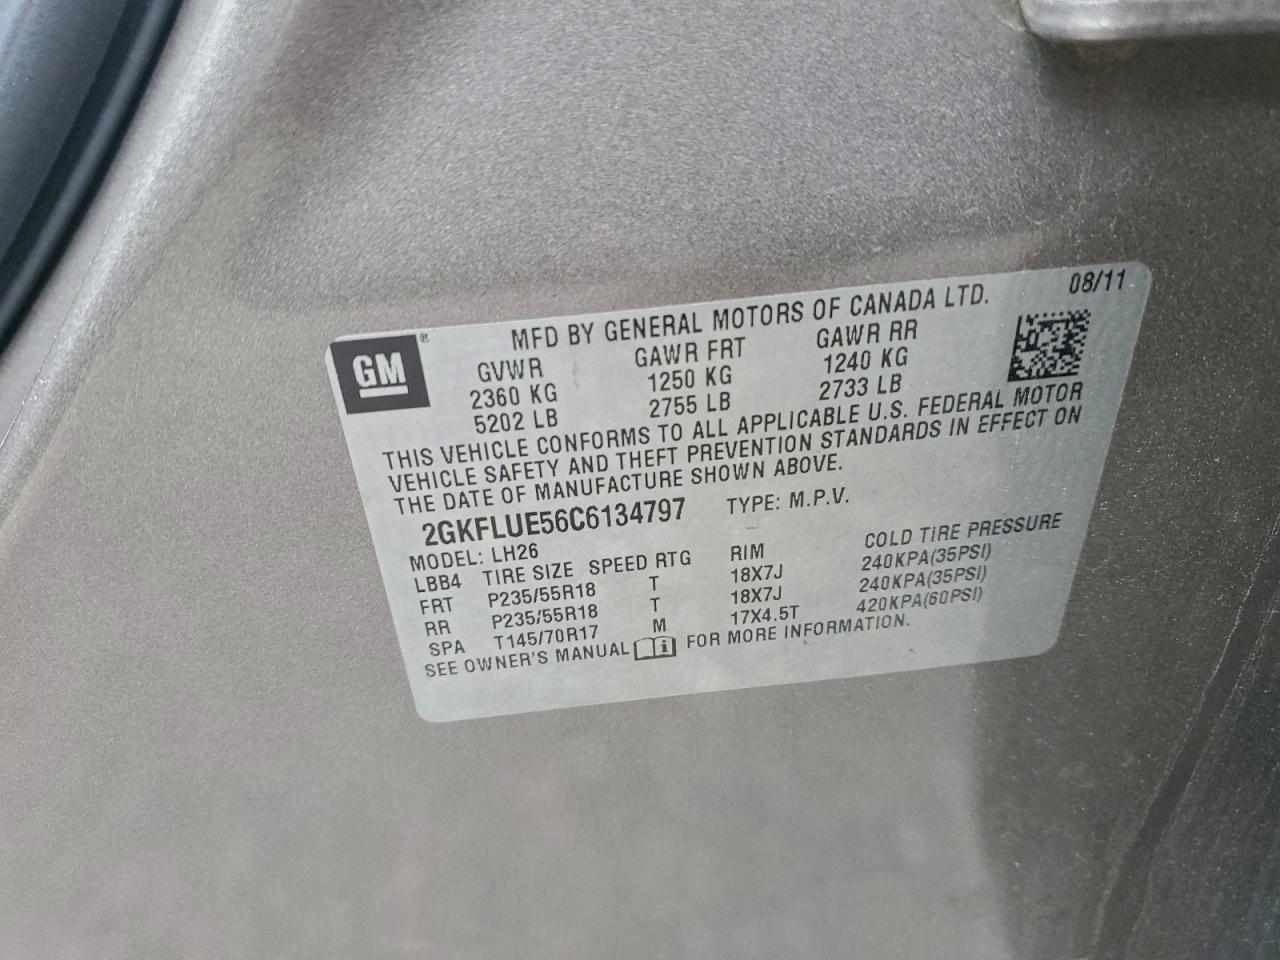 08/11
GM ®
MFD BY GENERAL MOTORS OF CANADA LTD.
GVWR GAWR FRT GAWR RR
2360 KG 1250 KG 1240 KG
5202 LB 2755 LB 2733 LB
THIS VEHICLE CONFORMS TO ALL APPLICABLE U.S. FEDERAL MOTOR
VEHICLE SAFETY AND THEFT PREVENTION STANDARDS IN EFFECT ON
THE DATE OF MANUFACTURE SHOWN ABOVE.
2GKFLUE56C6134797 TYPE: M.P.V.
MODEL: LH26
LBB4 TIRE SIZE SPEED RTG RIM COLD TIRE PRESSURE
FRT P235/55R18 T 18X7J 240KPA(35PSI)
RR P235/55R18 T 18X7J 240KPA(35PSI)
SPA T145/70R17 M 17X4.5T 420KPA(60PSI)
SEE OWNER'S MANUAL i FOR MORE INFORMATION.